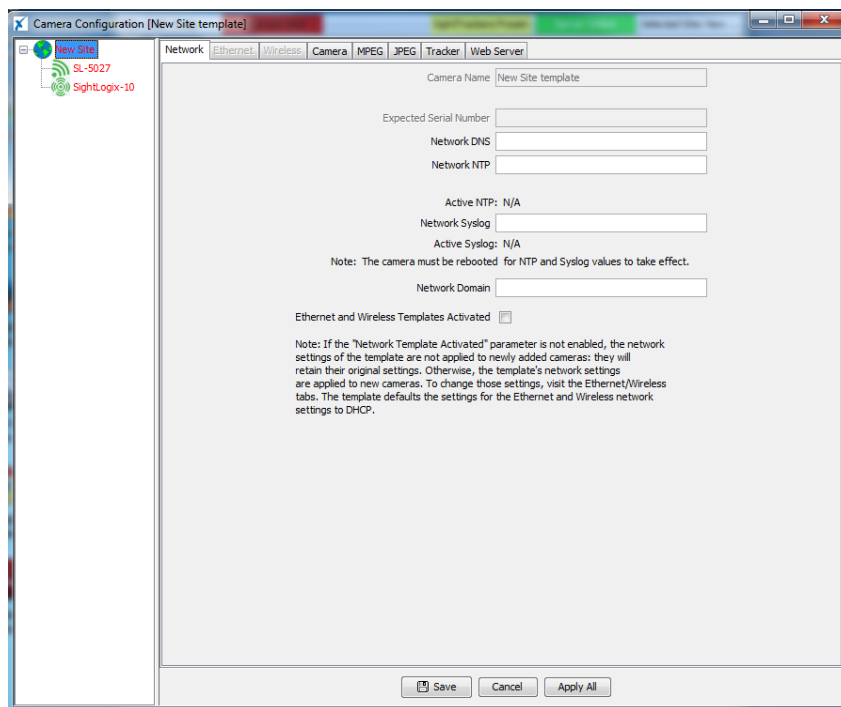 Camera Configuration [New Site template]
New Site
SL-5027
SightLogix-10
Network Ethernet Wireless Camera MPEG JPEG Tracker Web Server
Camera Name New Site template
Expected Serial Number
Network DNS
Network NTP
Active NTP: N/A
Network Syslog
Active Syslog: N/A
Note: The camera must be rebooted for NTP and Syslog values to take effect.
Network Domain
Ethernet and Wireless Templates Activated
Note: If the "Network Template Activated" parameter is not enabled, the network
settings of the template are not applied to newly added cameras: they will
retain their original settings. Otherwise, the template's network settings
are applied to new cameras. To change those settings, visit the Ethernet/Wireless
tabs. The template defaults the settings for the Ethernet and Wireless network
settings to DHCP.
Save Cancel Apply All